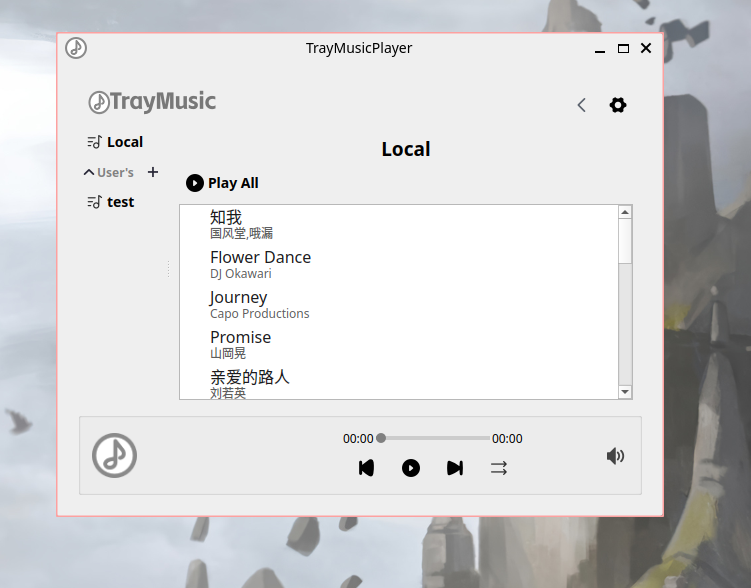 TrayMusicPlayer
TrayMusic
Local
User's
test
Local
Play All
知我
国风堂,哦漏
Flower Dance
DJ Okawari
Journey
Capo Productions
Promise
山岡晃
亲爱的路人
刘若英
00:00 00:00